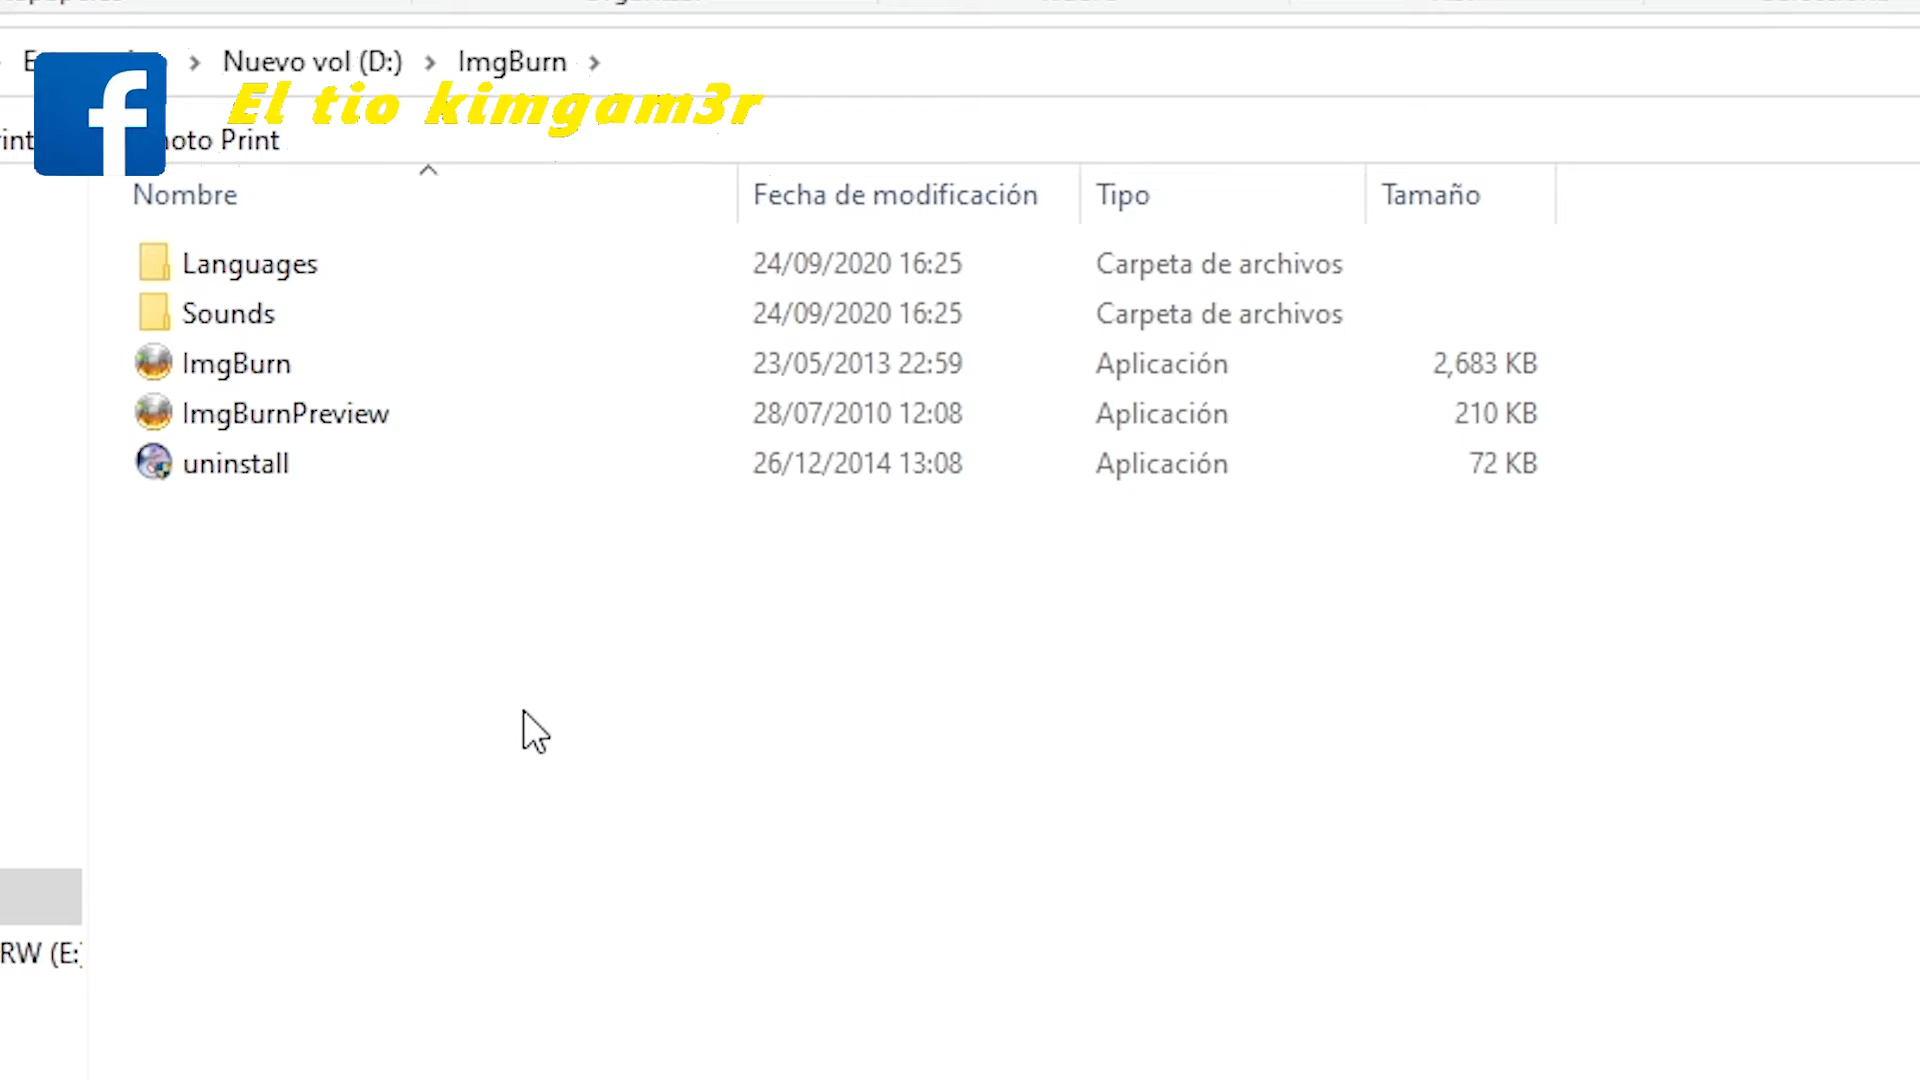 Nuevo vol (D:) > ImgBurn >
El tio kimgam3r
Print
Nombre Fecha de modificación Tipo Tamaño
Languages 24/09/2020 16:25 Carpeta de archivos
Sounds 24/09/2020 16:25 Carpeta de archivos
ImgBurn 23/05/2013 22:59 Aplicación 2,683 KB
ImgBurnPreview 28/07/2010 12:08 Aplicación 210 KB
uninstall 26/12/2014 13:08 Aplicación 72 KB
RW (E: